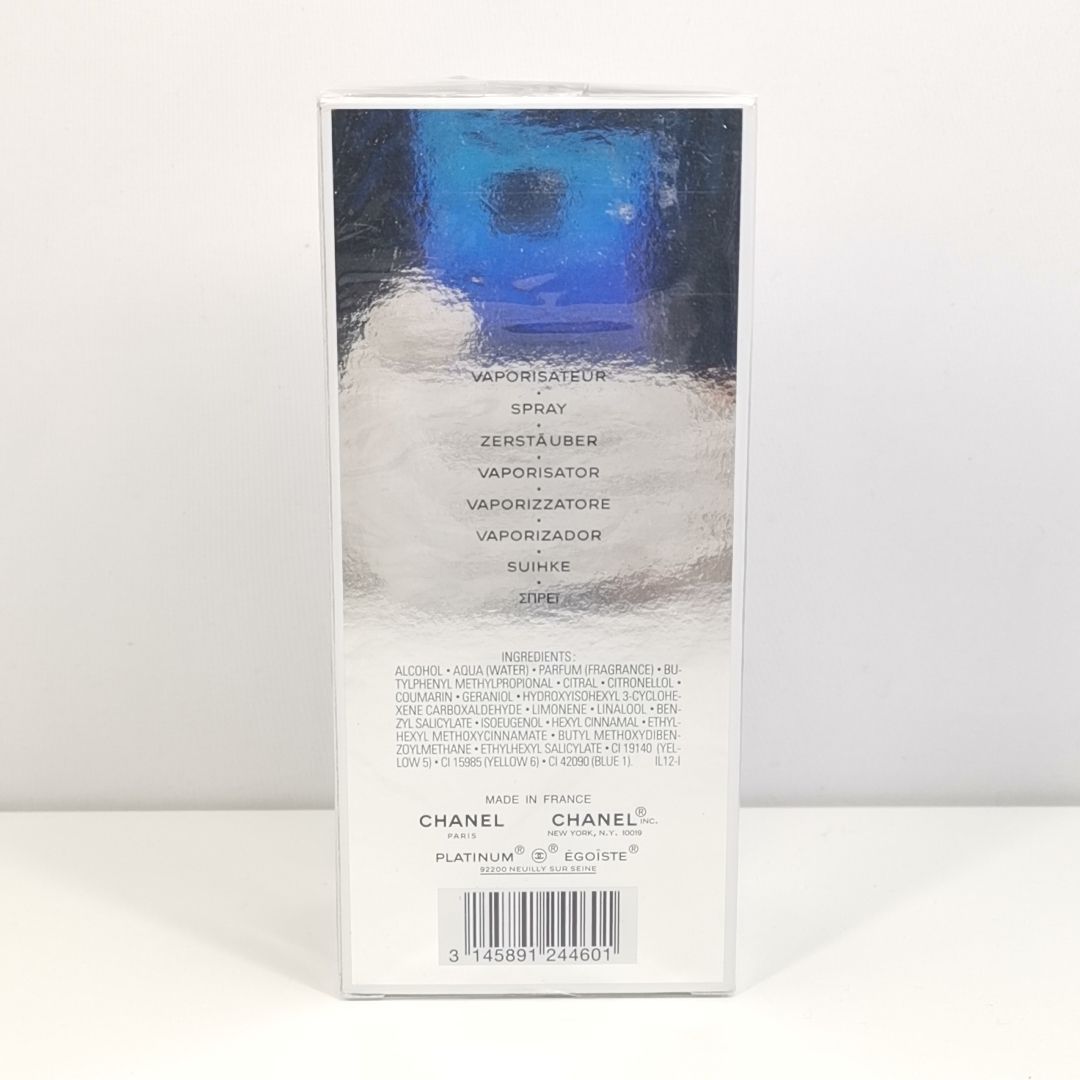 VAPORISATEUR
•
SPRAY
•
ZERSTÄUBER
•
VAPORISATOR
•
VAPORIZZATORE
•
VAPORIZADOR
•
SUIHKE
•
ΣΠΡΕΪ
INGREDIENTS:
ALCOHOL • AQUA (WATER) • PARFUM (FRAGRANCE) • BU-
TYLPHENYL METHYLPROPIONAL • CITRAL • CITRONELLOL •
COUMARIN • GERANIOL • HYDROXYISOHEXYL 3-CYCLOHE-
XENE CARBOXALDEHYDE • LIMONENE • LINALOOL • BEN-
ZYL SALICYLATE • ISOEUGENOL • HEXYL CINNAMAL • ETHYL-
HEXYL METHOXYCINNAMATE • BUTYL METHOXYDIBEN-
ZOYLMETHANE • ETHYLHEXYL SALICYLATE • CI 19140 (YEL-
LOW 5) • CI 15985 (YELLOW 6) • CI 42090 (BLUE 1). IL12-I
MADE IN FRANCE
CHANEL CHANEL® INC.
PARIS NEW YORK, N.Y. 10019
PLATINUM® ® ÉGOÏSTE®
92200 NEUILLY SUR SEINE
3 145891 244601